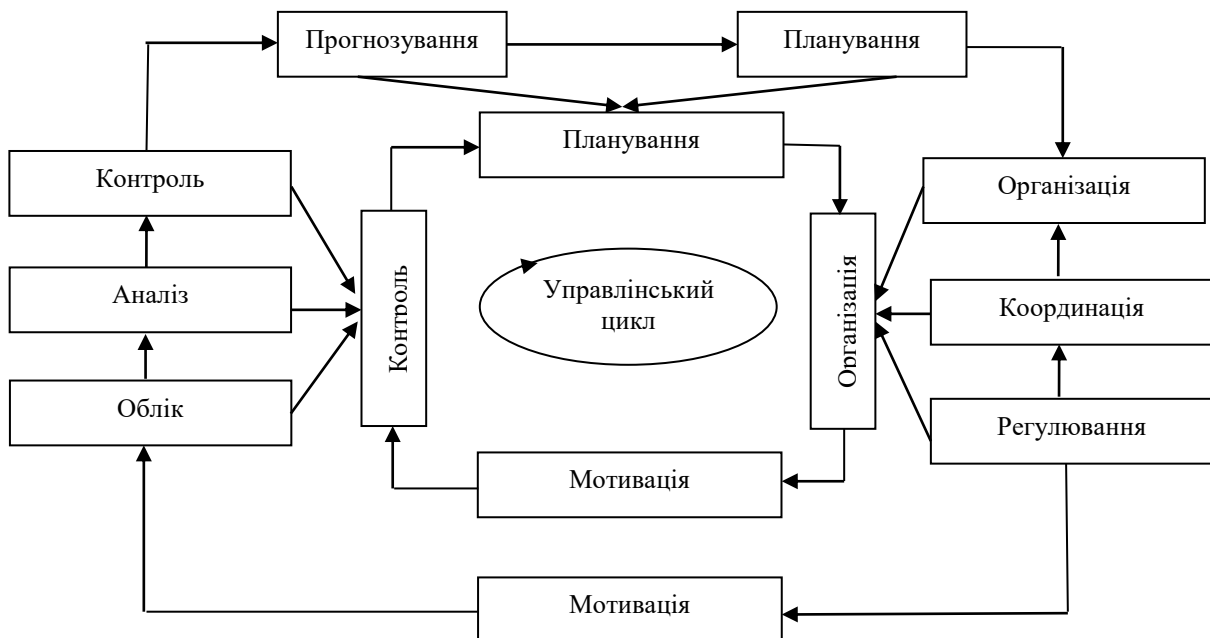 Прогнозування
Планування
Планування
Контроль
Організація
Аналіз
Контроль
Управлінський
цикл
Організація
Координація
Облік
Регулювання
Мотивація
Мотивація